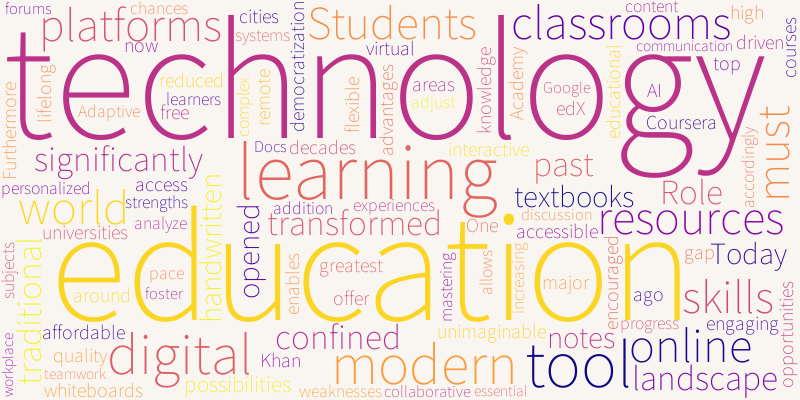 forums
chances
platforms
now
cities
systems
democratization
Students
virtual
classrooms
content
high
communication
driven
courses
top
technology
Furthermore
lifelong
Adaptive
reduced
learners
free
complex
remote
flexible
advantages
areas
adjust
knowledge
Academy
Google
edX
educational
AI
Coursera
accordingly
must
significantly
Docs
decades
interactive
learning
past
personalized
access
strengths
world
analyze
universities
handwritten
opened
addition
experiences
transformed
One
textbooks
discussion
accessible
Role
resources
gap
Today
subjects
traditional
education
around
pace
foster
enables
greatest
offer
mastering
allows
increasing
major
encouraged
ago
skills
opportunities
workplace
affordable
quality
teamwork
whiteboards
digital
possibilities
Khan
confined
modern
weaknesses
collaborative
unimaginable
essential
tool
notes
progress
online
engaging
landscape